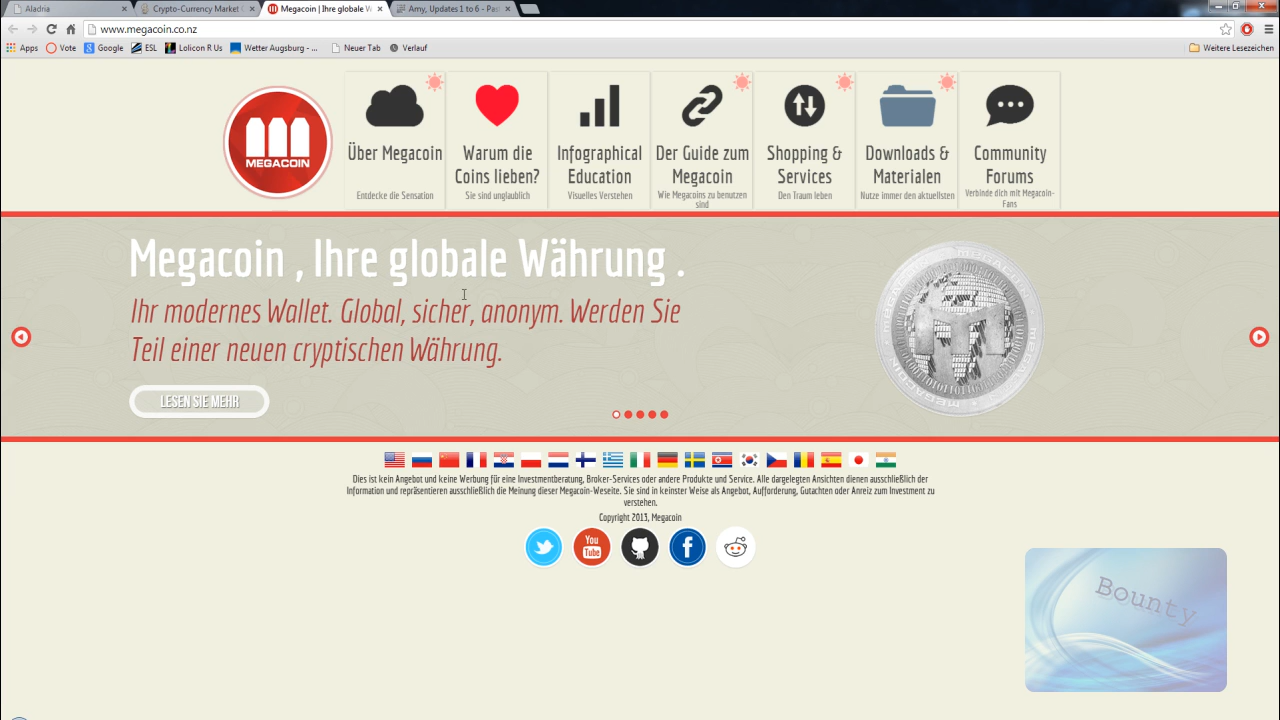 Aladria
Crypto-Currency Market C
Megacoin | Ihre globale W
Amy, Updates 1 to 6 - Pas
www.megacoin.co.nz
Apps
Vote
Google
ESL
Lolicon R Us
Wetter Augsburg - ...
Neuer Tab
Verlauf
Weitere Lesezeichen
MEGACOIN
Über Megacoin
Entdecke die Sensation
Warum die
Coins lieben?
Sie sind unglaublich
Infographical
Education
Visuelles Verstehen
Der Guide zum
Megacoin
Wie Megacoins zu benutzen
sind
Shopping &
Services
Den Traum leben
Downloads &
Materialen
Nutze immer den aktuellsten
Community
Forums
Verbinde dich mit Megacoin-
Fans
Megacoin , Ihre globale Währung .
Ihr modernes Wallet. Global, sicher, anonym. Werden Sie
Teil einer neuen cryptischen Währung.
LESEN SIE MEHR
MEGACOIN
Dies ist kein Angebot und keine Werbung für eine Investmentberatung, Broker-Services oder andere Produkte und Service. Alle dargelegten Ansichten dienen ausschließlich der
Information und repräsentieren ausschließlich die Meinung dieser Megacoin-Weseite. Sie sind in keinster Weise als Angebot, Aufforderung, Gutachten oder Anreiz zum Investment zu
verstehen.
Copyright 2013, Megacoin
You
Tube
Bounty